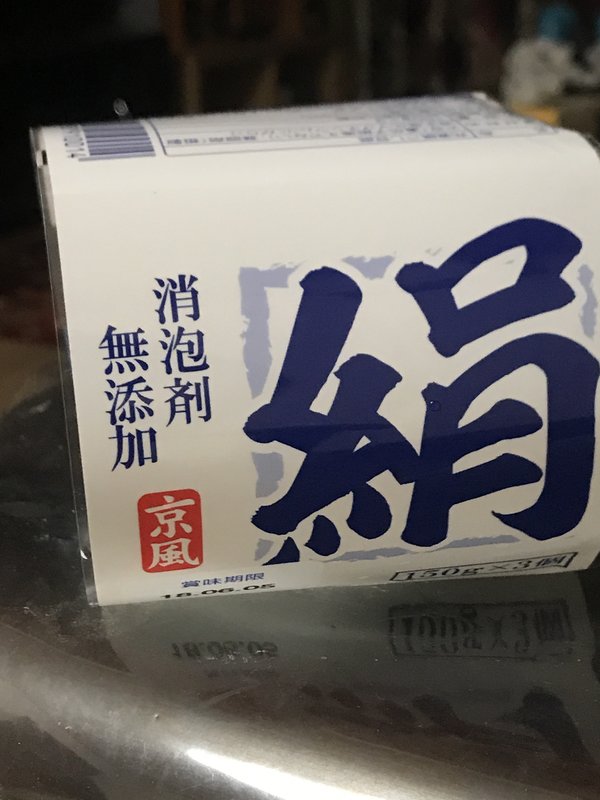 絹
消泡剤
無添加
京風
賞味期限
18.06.05
150g×3個